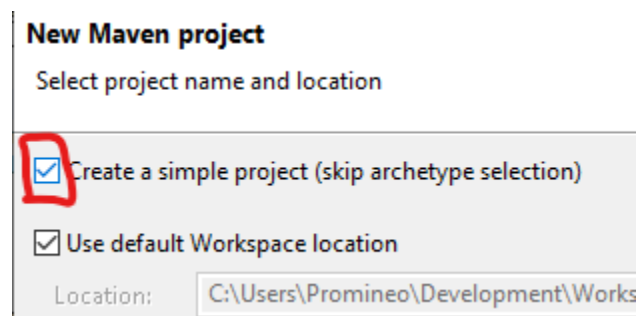 New Maven project
Select project name and location
Create a simple project (skip archetype selection)
Use default Workspace location
Location: C:\Users\Promineo\Development\Works